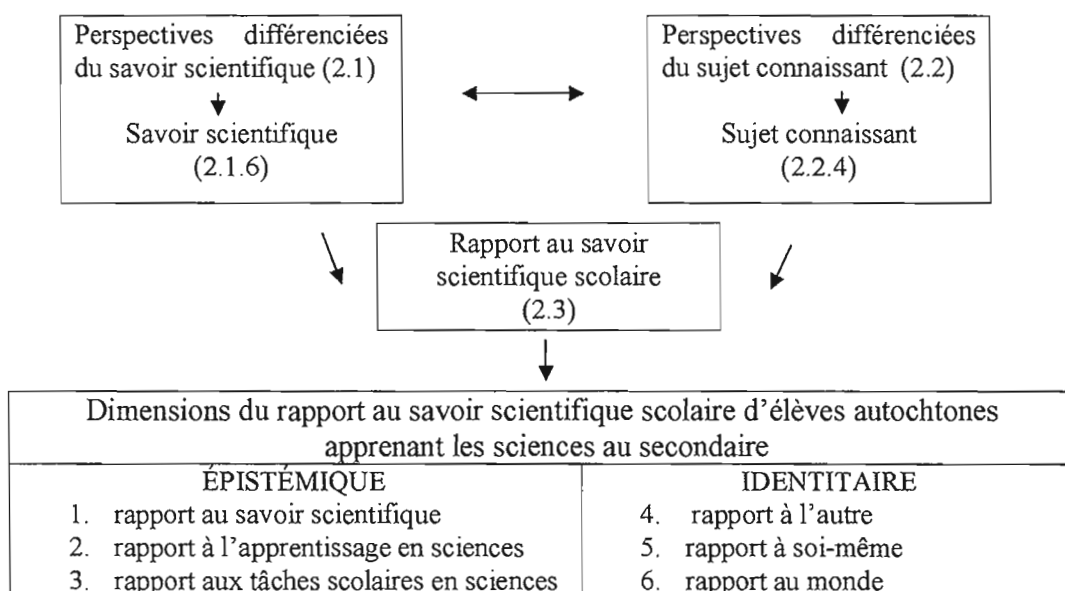 Perspectives différenciées
du savoir scientifique (2.1)
Savoir scientifique
(2.1.6)
Perspectives différenciées
du sujet connaissant (2.2)
Sujet connaissant
(2.2.4)
Rapport au savoir
scientifique scolaire
(2.3)
Dimensions du rapport au savoir scientifique scolaire d'élèves autochtones
apprenant les sciences au secondaire
ÉPISTÉMIQUE
1. rapport au savoir scientifique
2. rapport à l'apprentissage en sciences
3. rapport aux tâches scolaires en sciences
IDENTITAIRE
4. rapport à l'autre
5. rapport à soi-même
6. rapport au monde